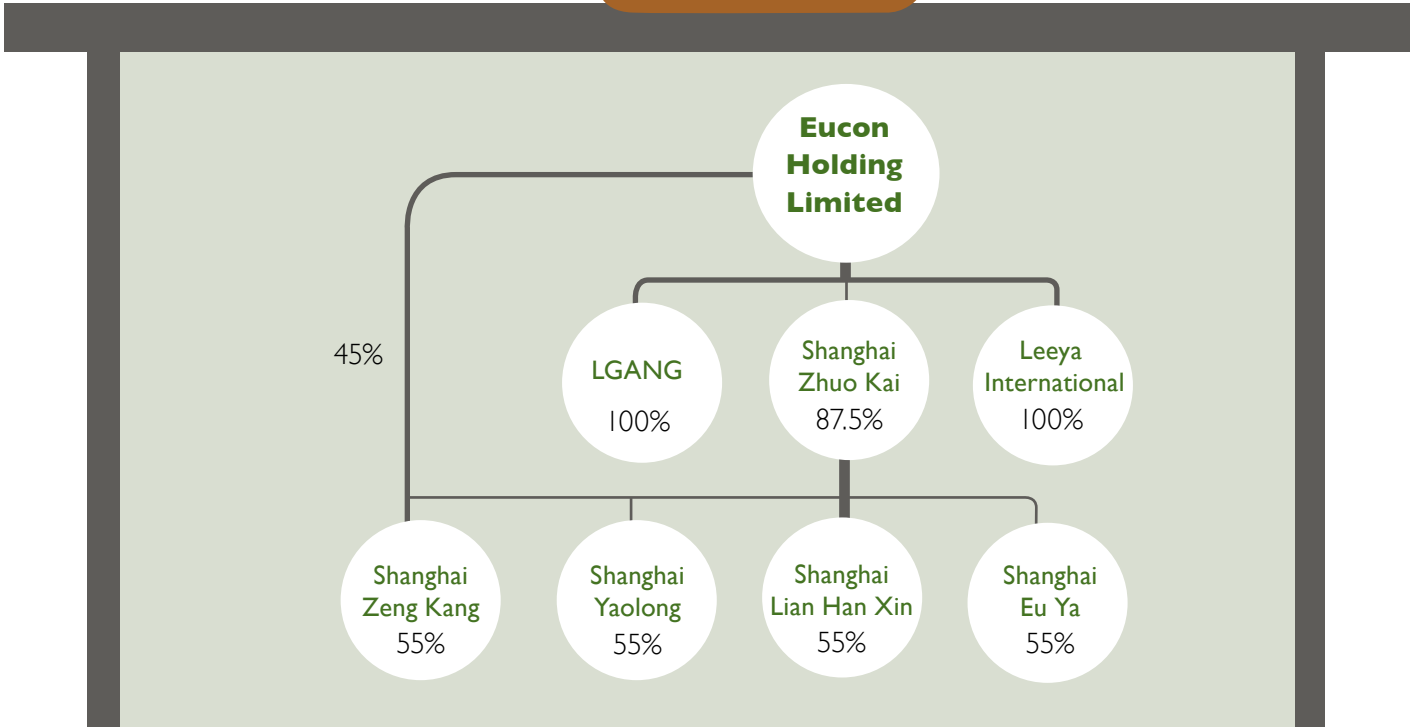 Eucon
Holding
Limited
45%
LGANG
100%
Shanghai
Zhuo Kai
87.5%
Leeya
International
100%
Shanghai
Zeng Kang
55%
Shanghai
Yaolong
55%
Shanghai
Lian Han Xin
55%
Shanghai
Eu Ya
55%